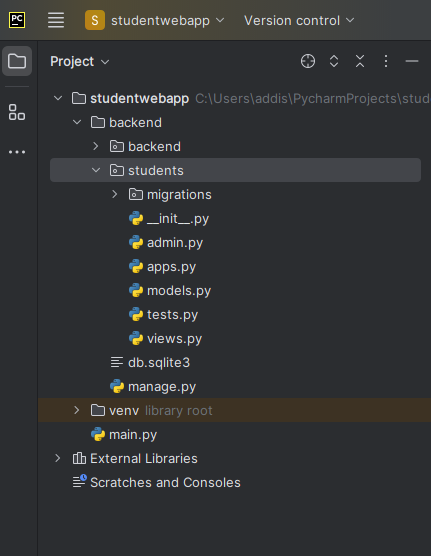 PC S studentwebapp Version control
Project
studentwebapp C:\Users\addis\PycharmProjects\stud
backend
backend
students
migrations
__init__.py
admin.py
apps.py
models.py
tests.py
views.py
db.sqlite3
manage.py
venv library root
main.py
External Libraries
Scratches and Consoles